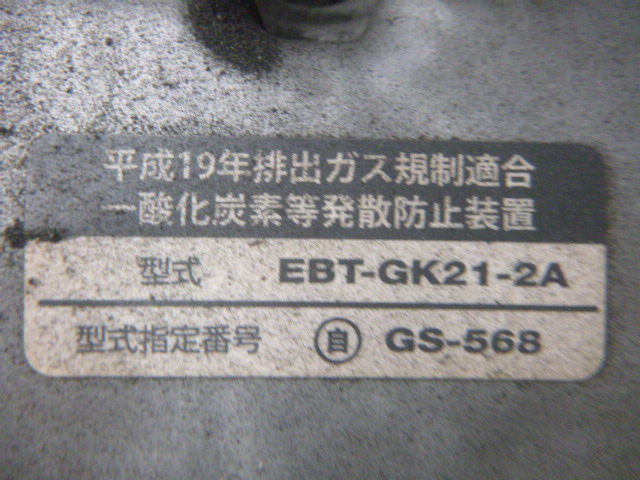 平成19年排出ガス規制適合
一酸化炭素等発散防止装置
型式 EBT-GK21-2A
型式指定番号 自 GS-568